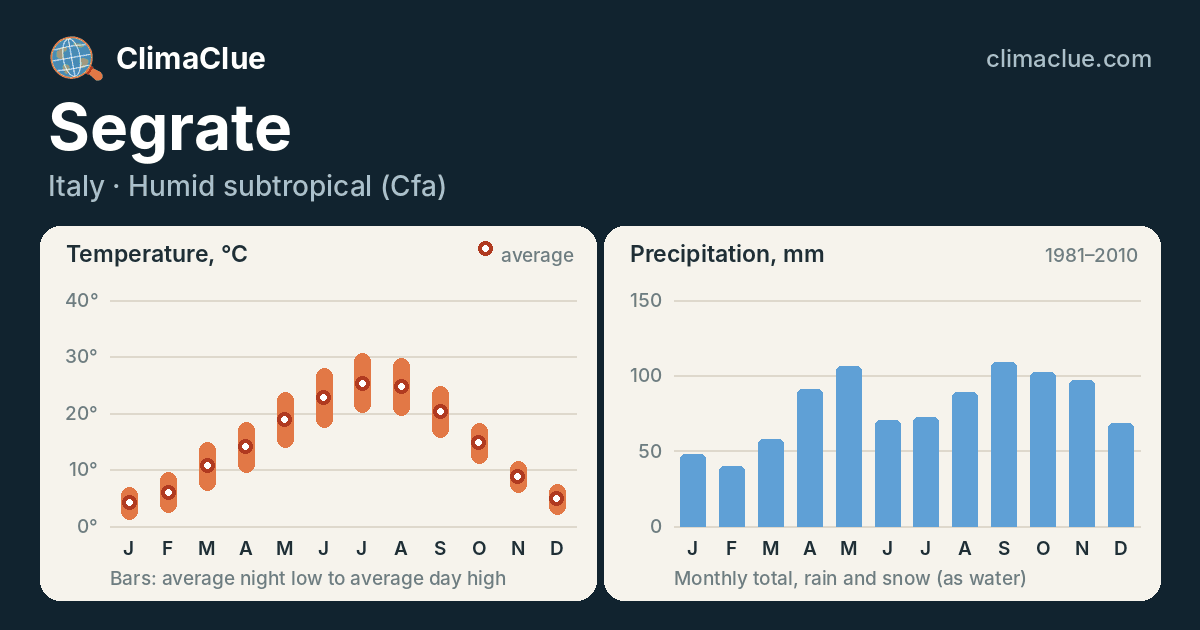 ClimaClue
climaclue.com
Segrate
Italy · Humid subtropical (Cfa)
Temperature, °C
average
40°
30°
20°
10°
0°
J F M A M J J A S O N D
Bars: average night low to average day high
Precipitation, mm
1981–2010
150
100
50
0
J F M A M J J A S O N D
Monthly total, rain and snow (as water)